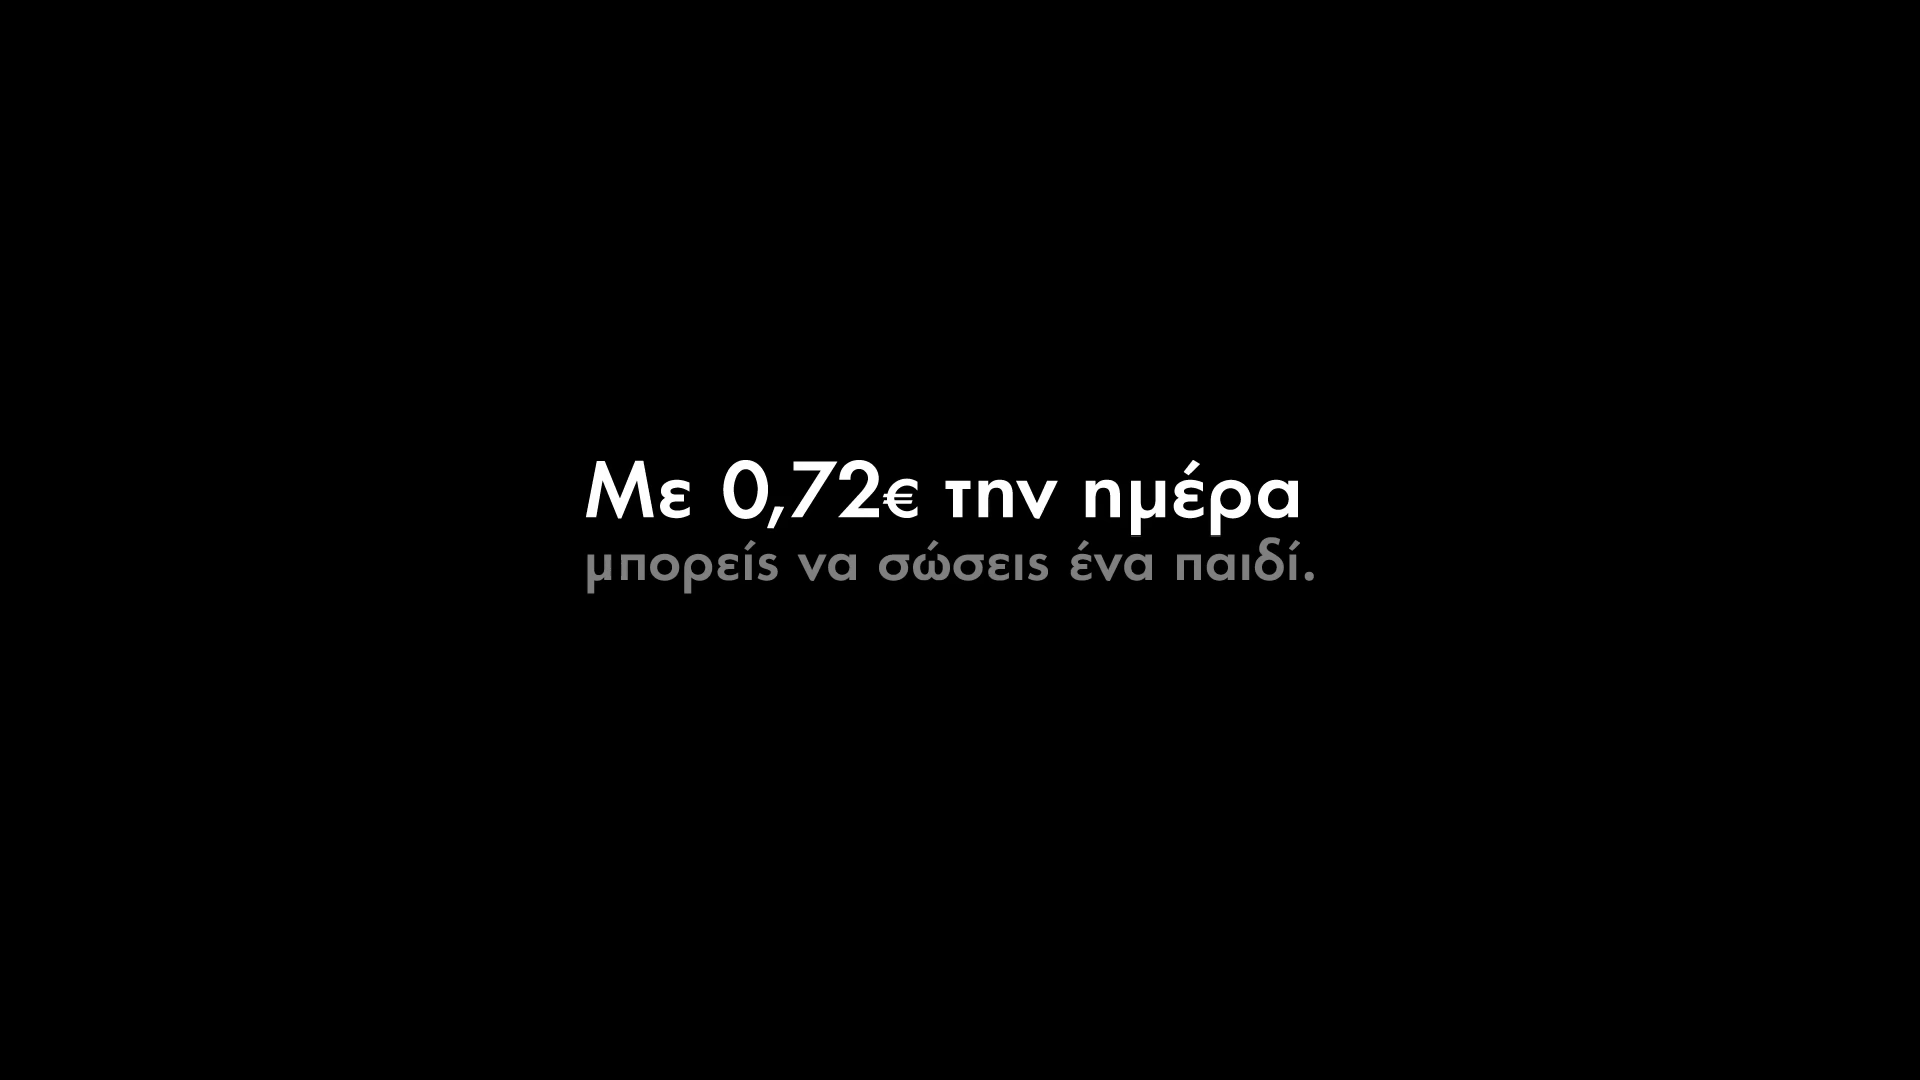 Με 0,72€ την ημέρα
μπορείς να σώσεις ένα παιδί.